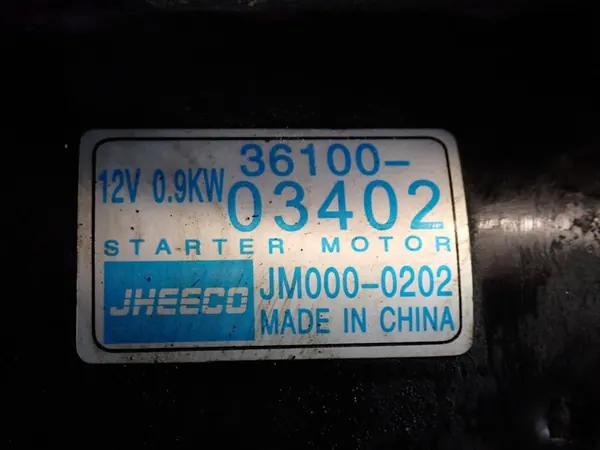 36100-
12V 0.9KW 03402
STARTER MOTOR
JHEECO JM000-0202
MADE IN CHINA